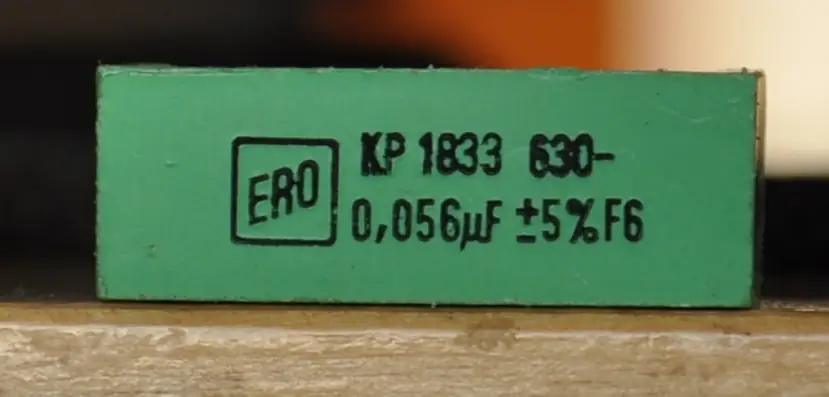 ERO
KP 1833 630-
0,056µF ±5% F6